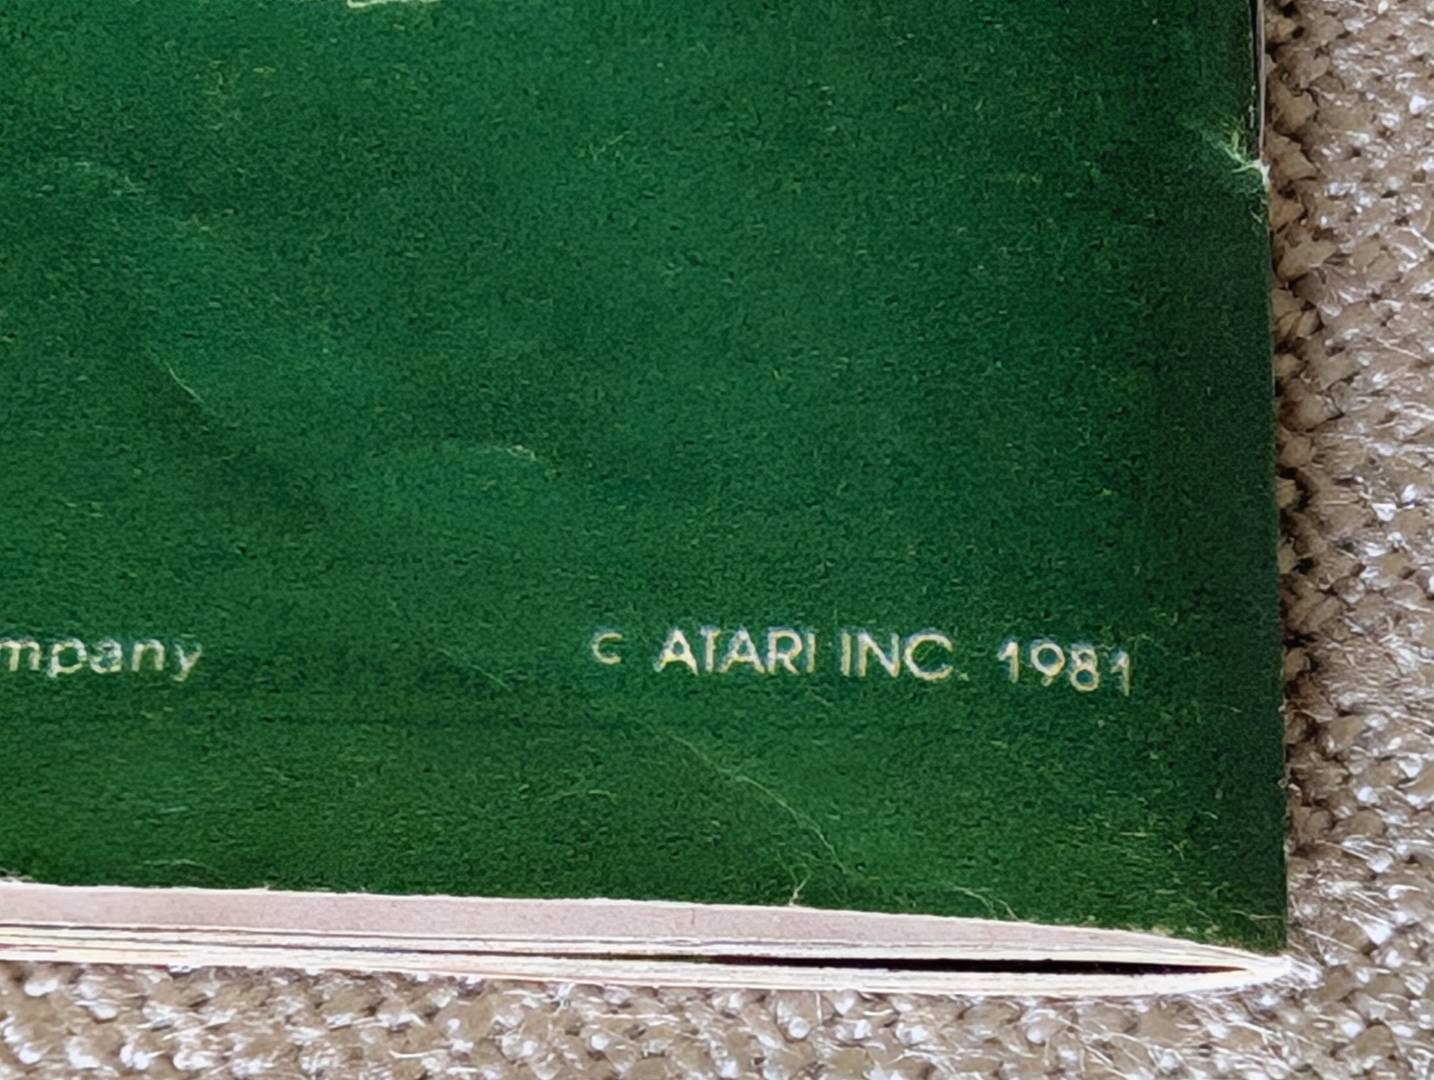 mpany c ATARI INC. 1981